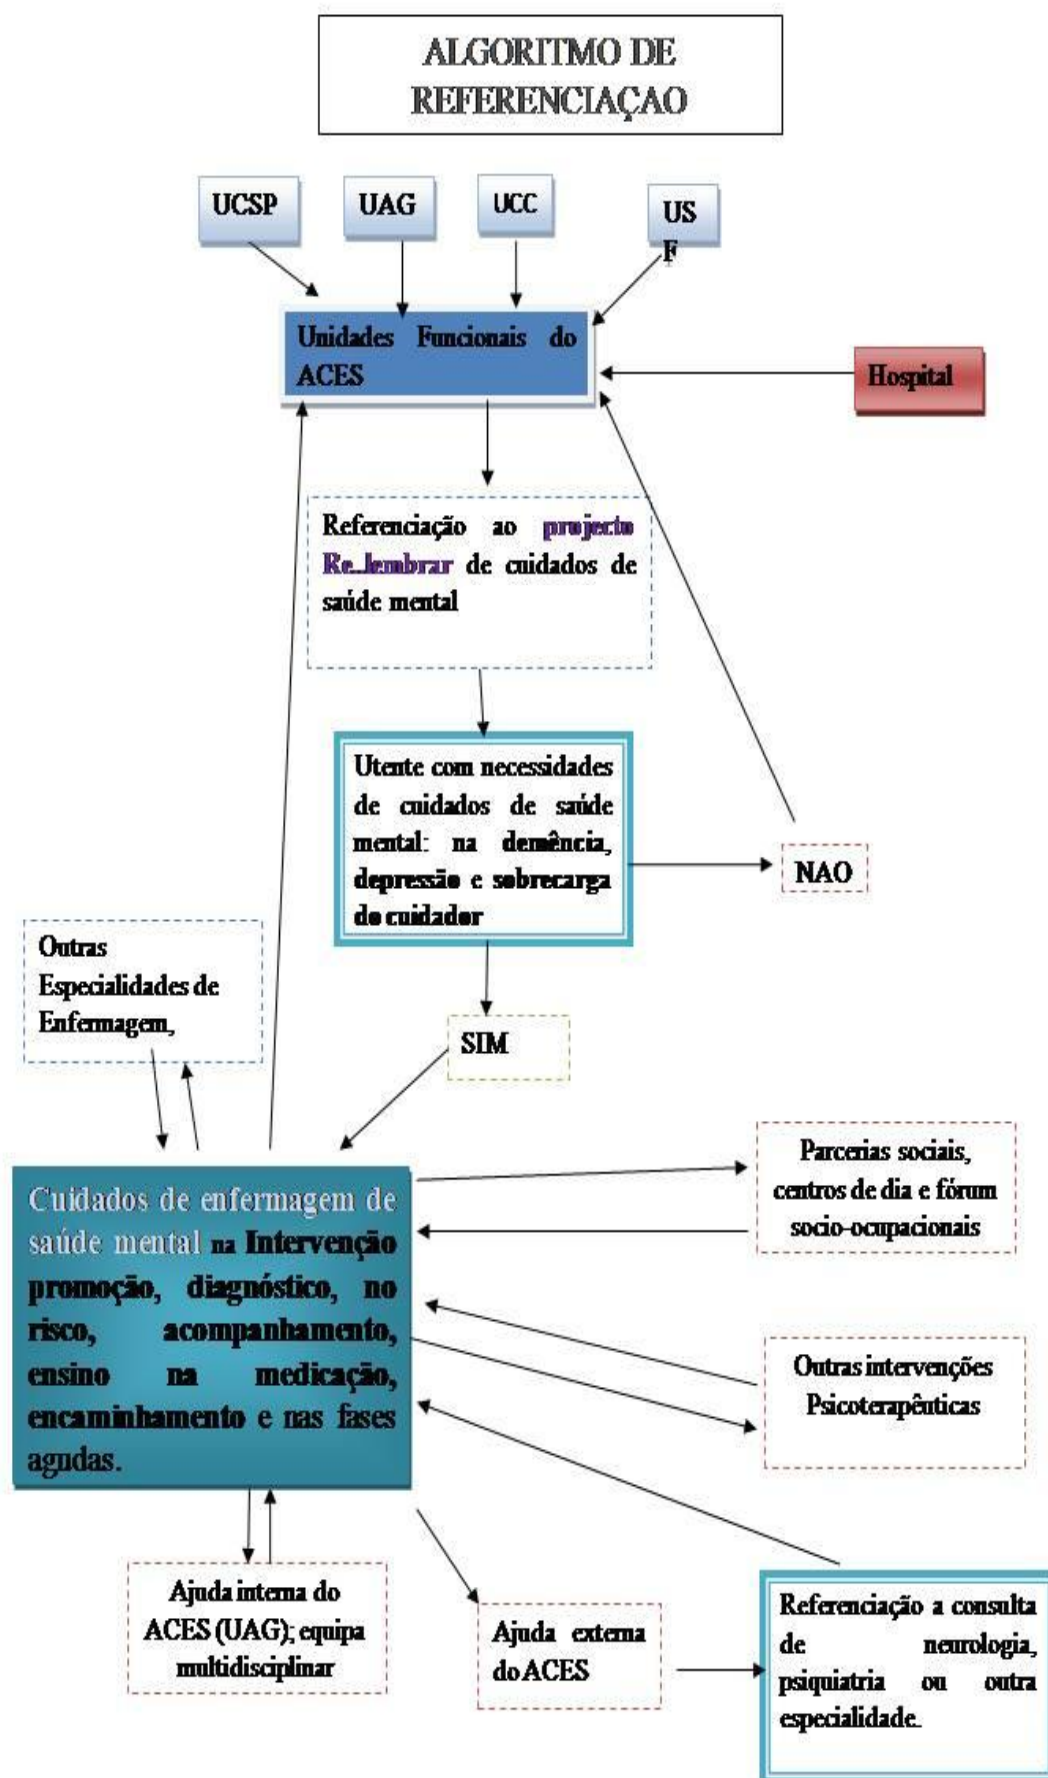 ALGORITMO DE
REFERENCIAÇAO
UCSP
UAG
UCC
US
F
Unidades Funcionais do
ACES
Hospital
Referenciação ao projecto
Re..lembrar de cuidados de
saúde mental
Utente com necessidades
de cuidados de saúde
mental: na demência,
depressão e sobrecarga
do cuidador
NAO
Outras
Especialidades de
Enfermagem,
SIM
Cuidados de enfermagem de
saúde mental na Intervenção
promoção, diagnóstico, no
risco, acompanhamento,
ensino na medicação,
encaminhamento e nas fases
agudas.
Parcerias sociais,
centros de dia e fórum
socio-ocupacionais
Outras intervenções
Psicoterapêuticas
Ajuda interna do
ACES (UAG); equipa
multidisciplinar
Ajuda externa
do ACES
Referenciação a consulta
de neurologia,
psiquiatria ou outra
especialidade.